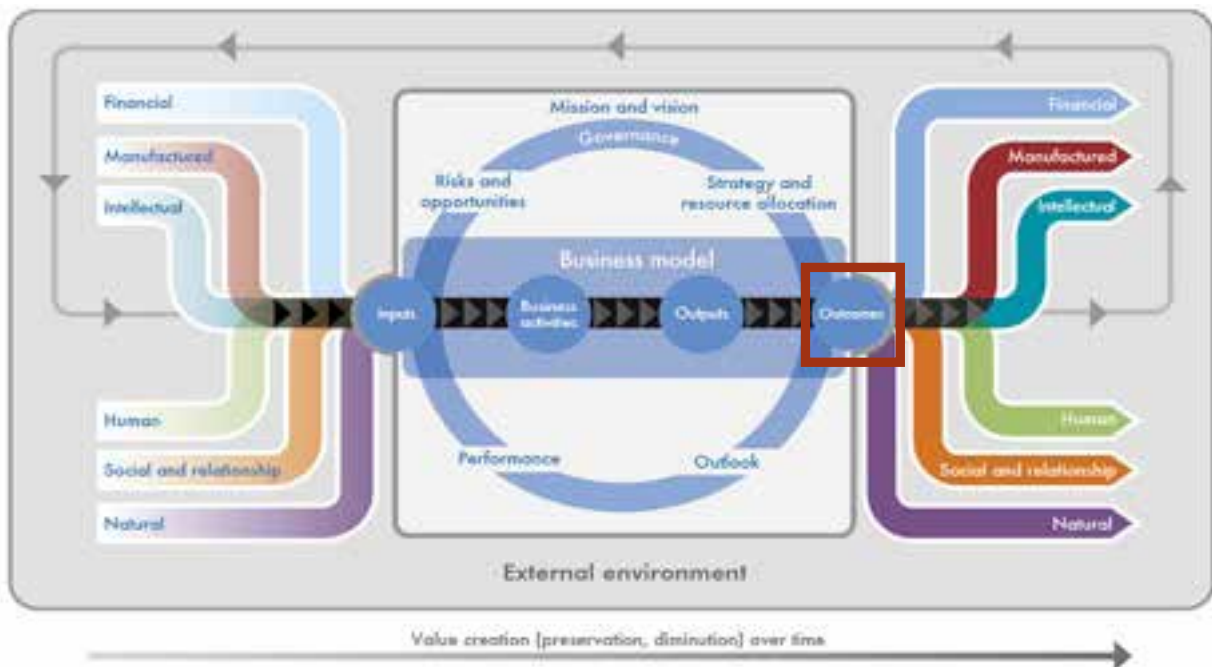 Financial
Manufactured
Intellectual
Human
Social and relationship
Natural
Mission and vision
Governance
Risks and
opportunities
Strategy and
resource allocation
Business model
Inputs
Business
activities
Outputs
Outcomes
Performance
Outlook
Financial
Manufactured
Intellectual
Human
Social and relationship
Natural
External environment
Value creation (preservation, diminution) over time